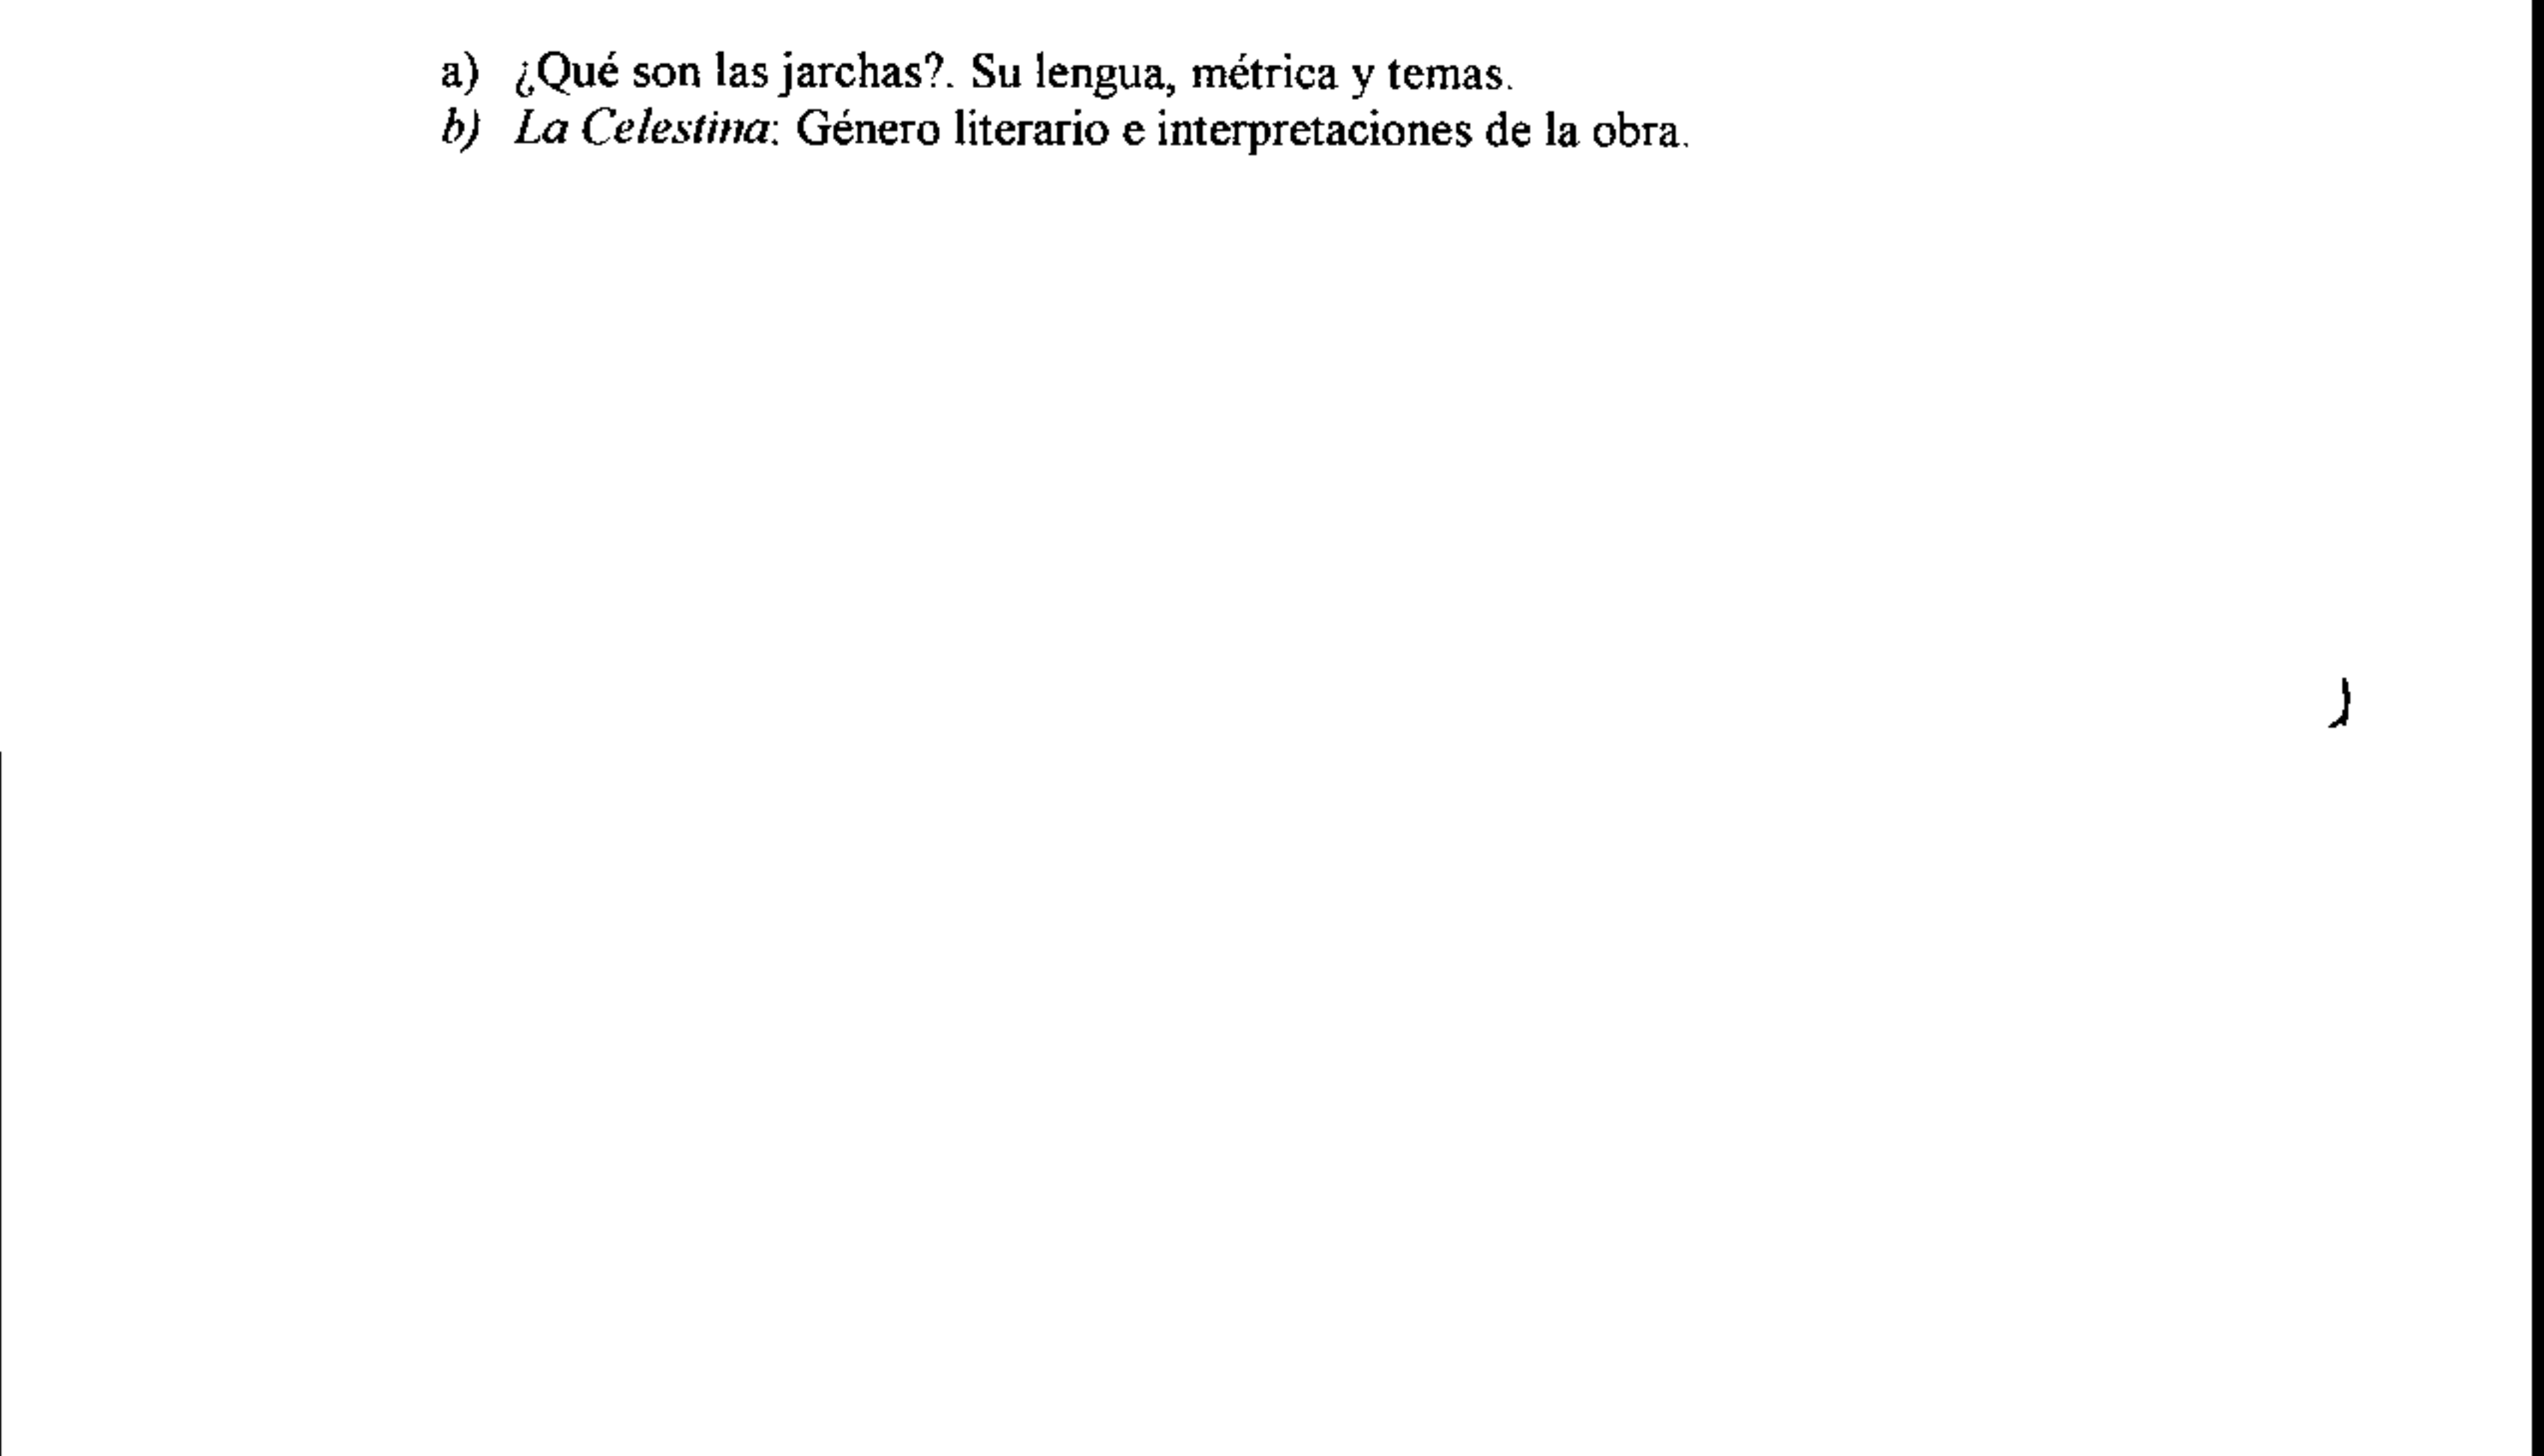 a) ¿Qué son las jarchas?. Su lengua, métrica y temas.
b) La Celestina: Género literario e interpretaciones de la obra.